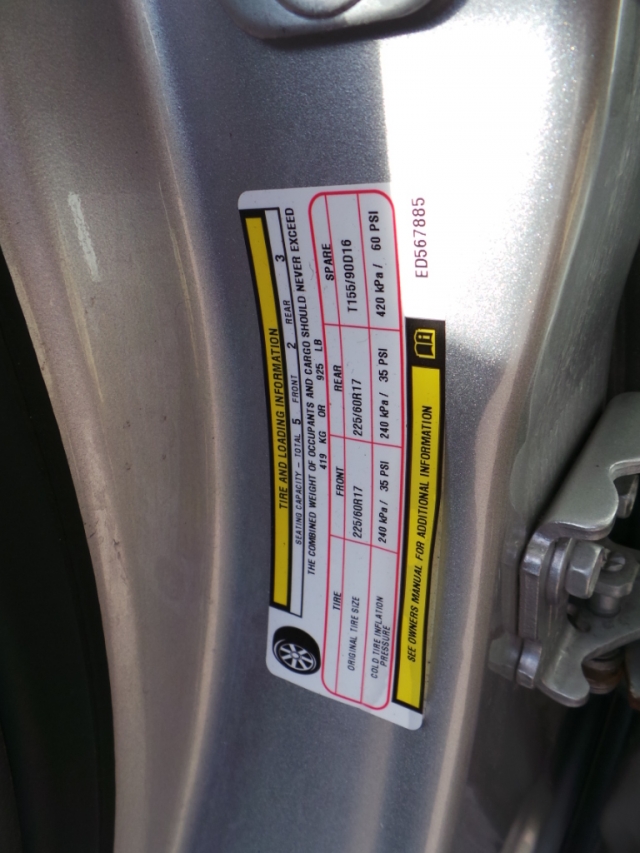 TIRE AND LOADING INFORMATION
SEATING CAPACITY - TOTAL 5 FRONT 2 REAR 3
THE COMBINED WEIGHT OF OCCUPANTS AND CARGO SHOULD NEVER EXCEED
419 KG OR 925 LB
TIRE FRONT REAR SPARE
ORIGINAL TIRE SIZE 225/60R17 225/60R17 T155/90D16
COLD TIRE INFLATION PRESSURE 240 kPa / 35 PSI 240 kPa / 35 PSI 420 kPa / 60 PSI
SEE OWNERS MANUAL FOR ADDITIONAL INFORMATION
ED567885